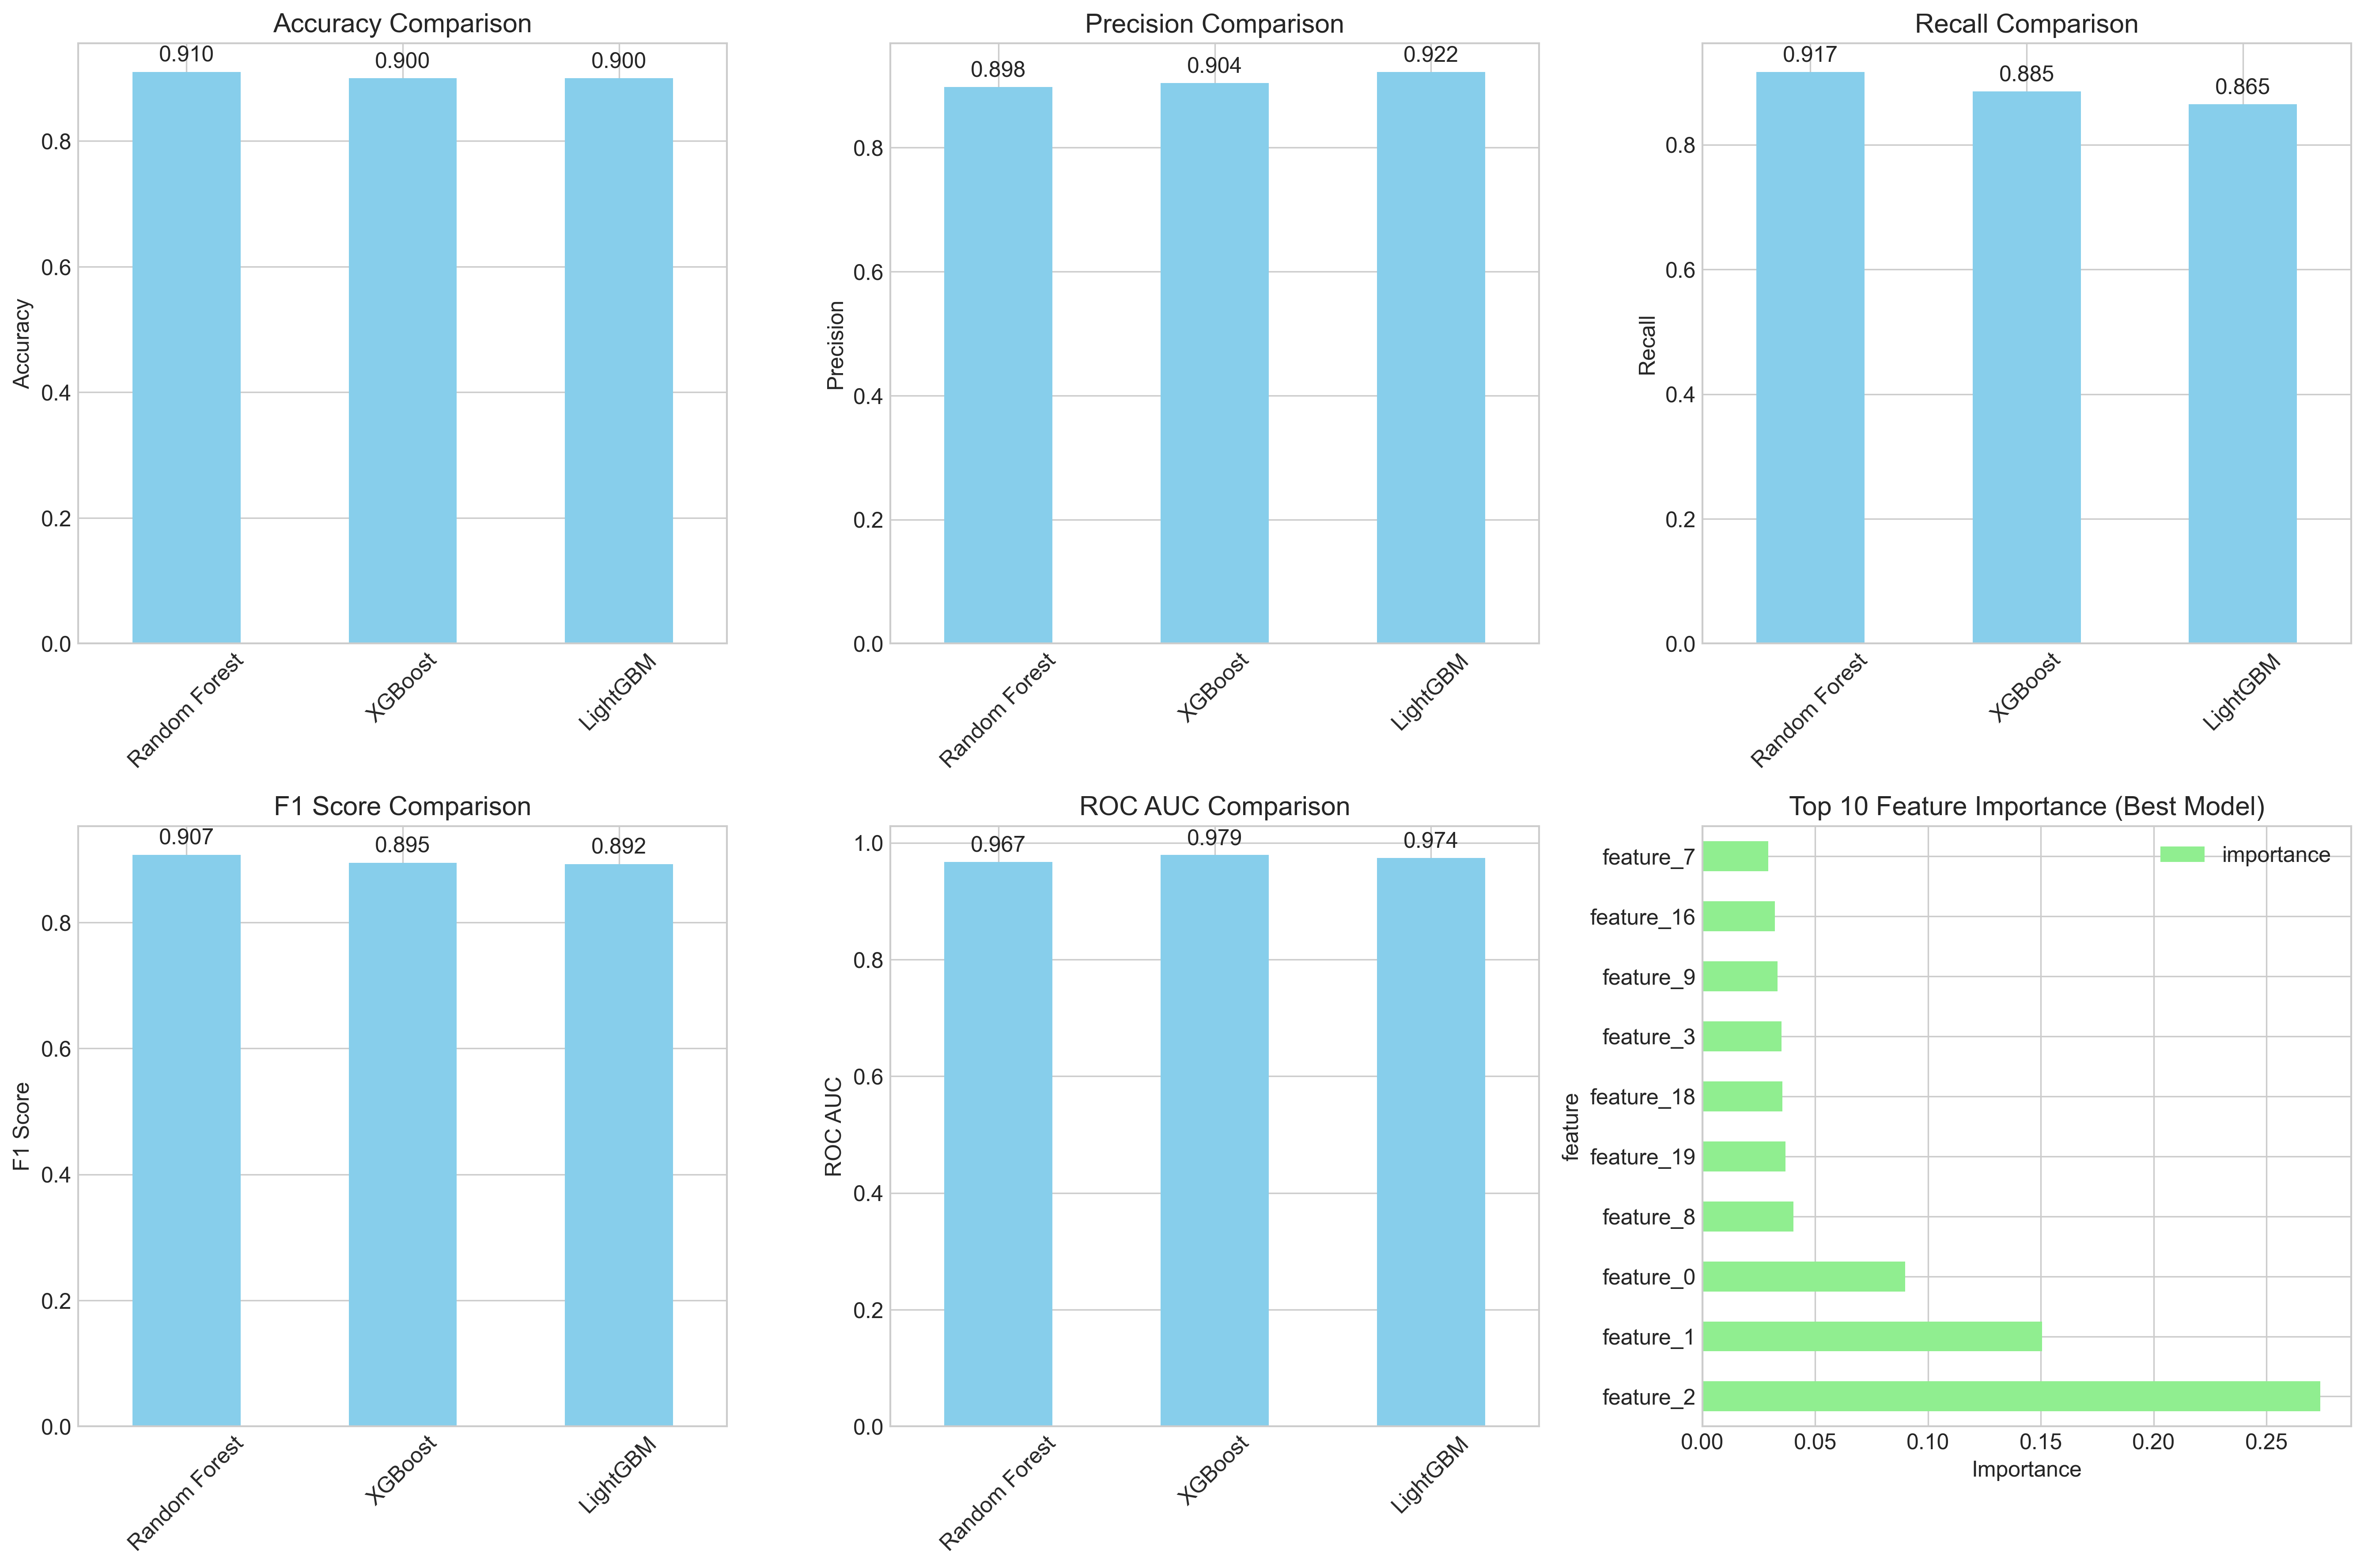 Accuracy Comparison
0.910
0.900
0.900
0.8
0.6
0.4
0.2
0.0
Accuracy
Random Forest
XGBoost
LightGBM
Precision Comparison
0.898
0.904
0.922
0.8
0.6
0.4
0.2
0.0
Precision
Random Forest
XGBoost
LightGBM
Recall Comparison
0.917
0.885
0.865
0.8
0.6
0.4
0.2
0.0
Recall
Random Forest
XGBoost
LightGBM
F1 Score Comparison
0.907
0.895
0.892
0.8
0.6
0.4
0.2
0.0
F1 Score
Random Forest
XGBoost
LightGBM
ROC AUC Comparison
0.967
0.979
0.974
1.0
0.8
0.6
0.4
0.2
0.0
ROC AUC
Random Forest
XGBoost
LightGBM
Top 10 Feature Importance (Best Model)
importance
feature_7
feature_16
feature_9
feature_3
feature_18
feature_19
feature_8
feature_0
feature_1
feature_2
feature
0.00 0.05 0.10 0.15 0.20 0.25
Importance